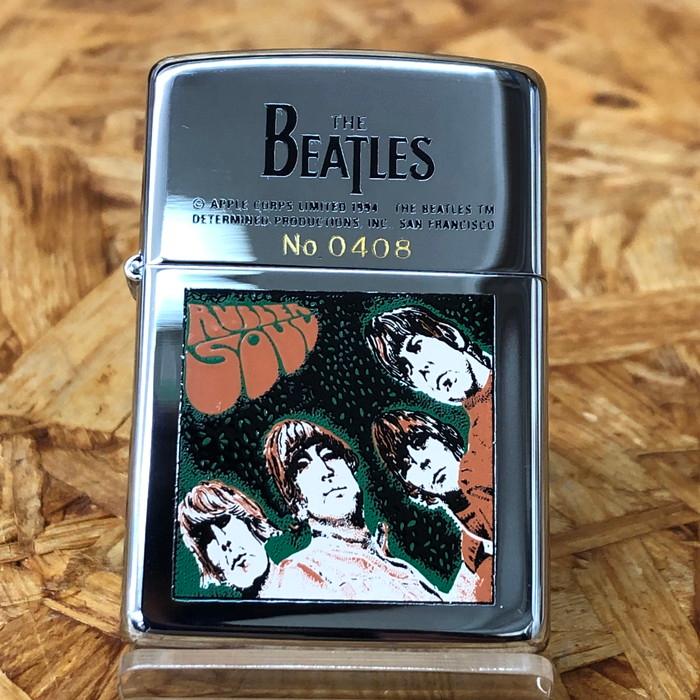 THE
BEATLES
© APPLE CORPS LIMITED 1994 THE BEATLES TM
DETERMINED PRODUCTIONS, INC. SAN FRANCISCO
No 0408
RUBBER
SOUL